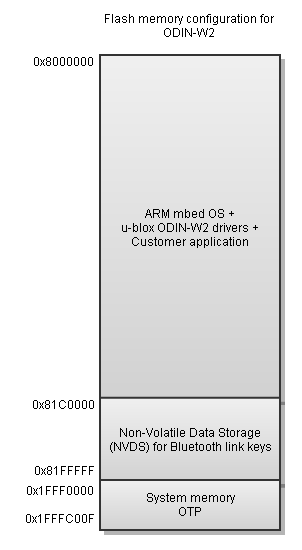 Flash memory configuration for
ODIN-W2
0x8000000
ARM mbed OS +
u-blox ODIN-W2 drivers +
Customer application
0x81C0000
Non-Volatile Data Storage
(NVDS) for Bluetooth link keys
0x81FFFFF
0x1FFF0000
System memory
OTP
0x1FFFC00F